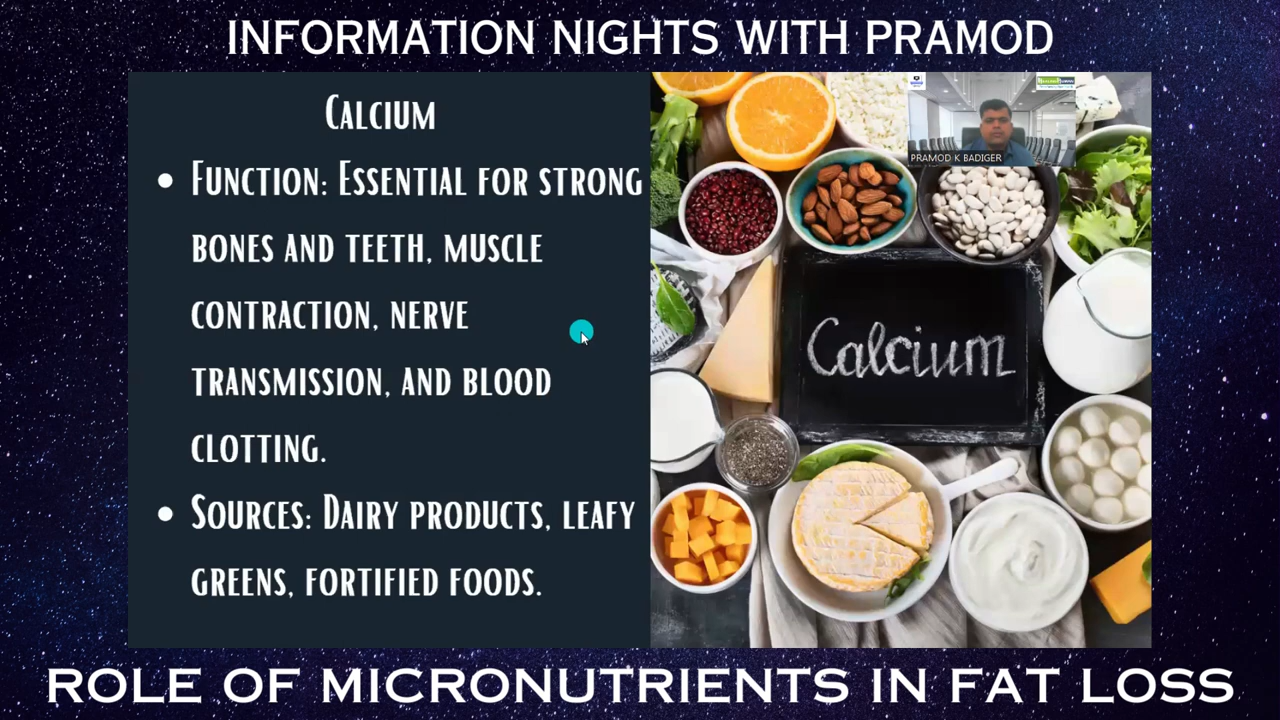 INFORMATION NIGHTS WITH PRAMOD
CALCIUM
• FUNCTION: ESSENTIAL FOR STRONG
BONES AND TEETH, MUSCLE
CONTRACTION, NERVE
TRANSMISSION, AND BLOOD
CLOTTING.
• SOURCES: DAIRY PRODUCTS, LEAFY
GREENS, FORTIFIED FOODS.
PRAMOD K BADIGER
Calcium
ROLE OF MICRONUTRIENTS IN FAT LOSS